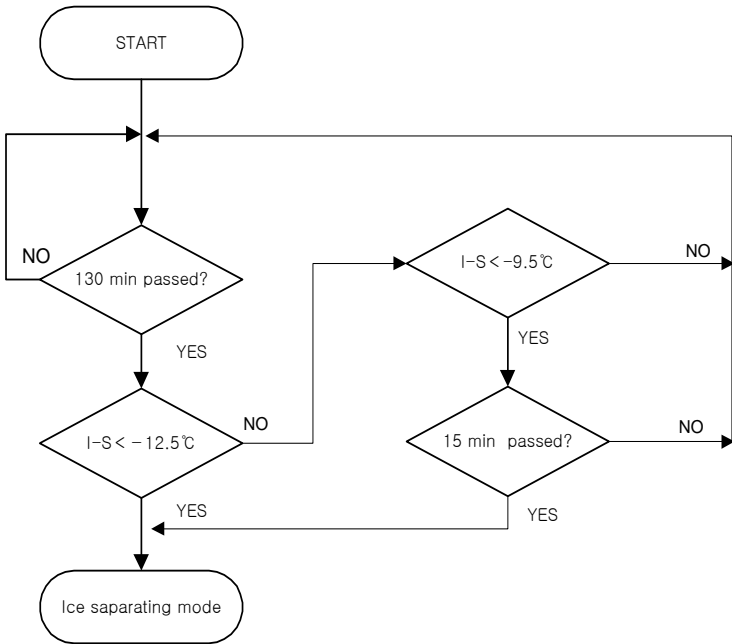 START
NO
130 min passed?
YES
I-S < -12.5℃
NO
YES
I-S < -9.5℃
NO
YES
15 min passed?
NO
YES
Ice saparating mode